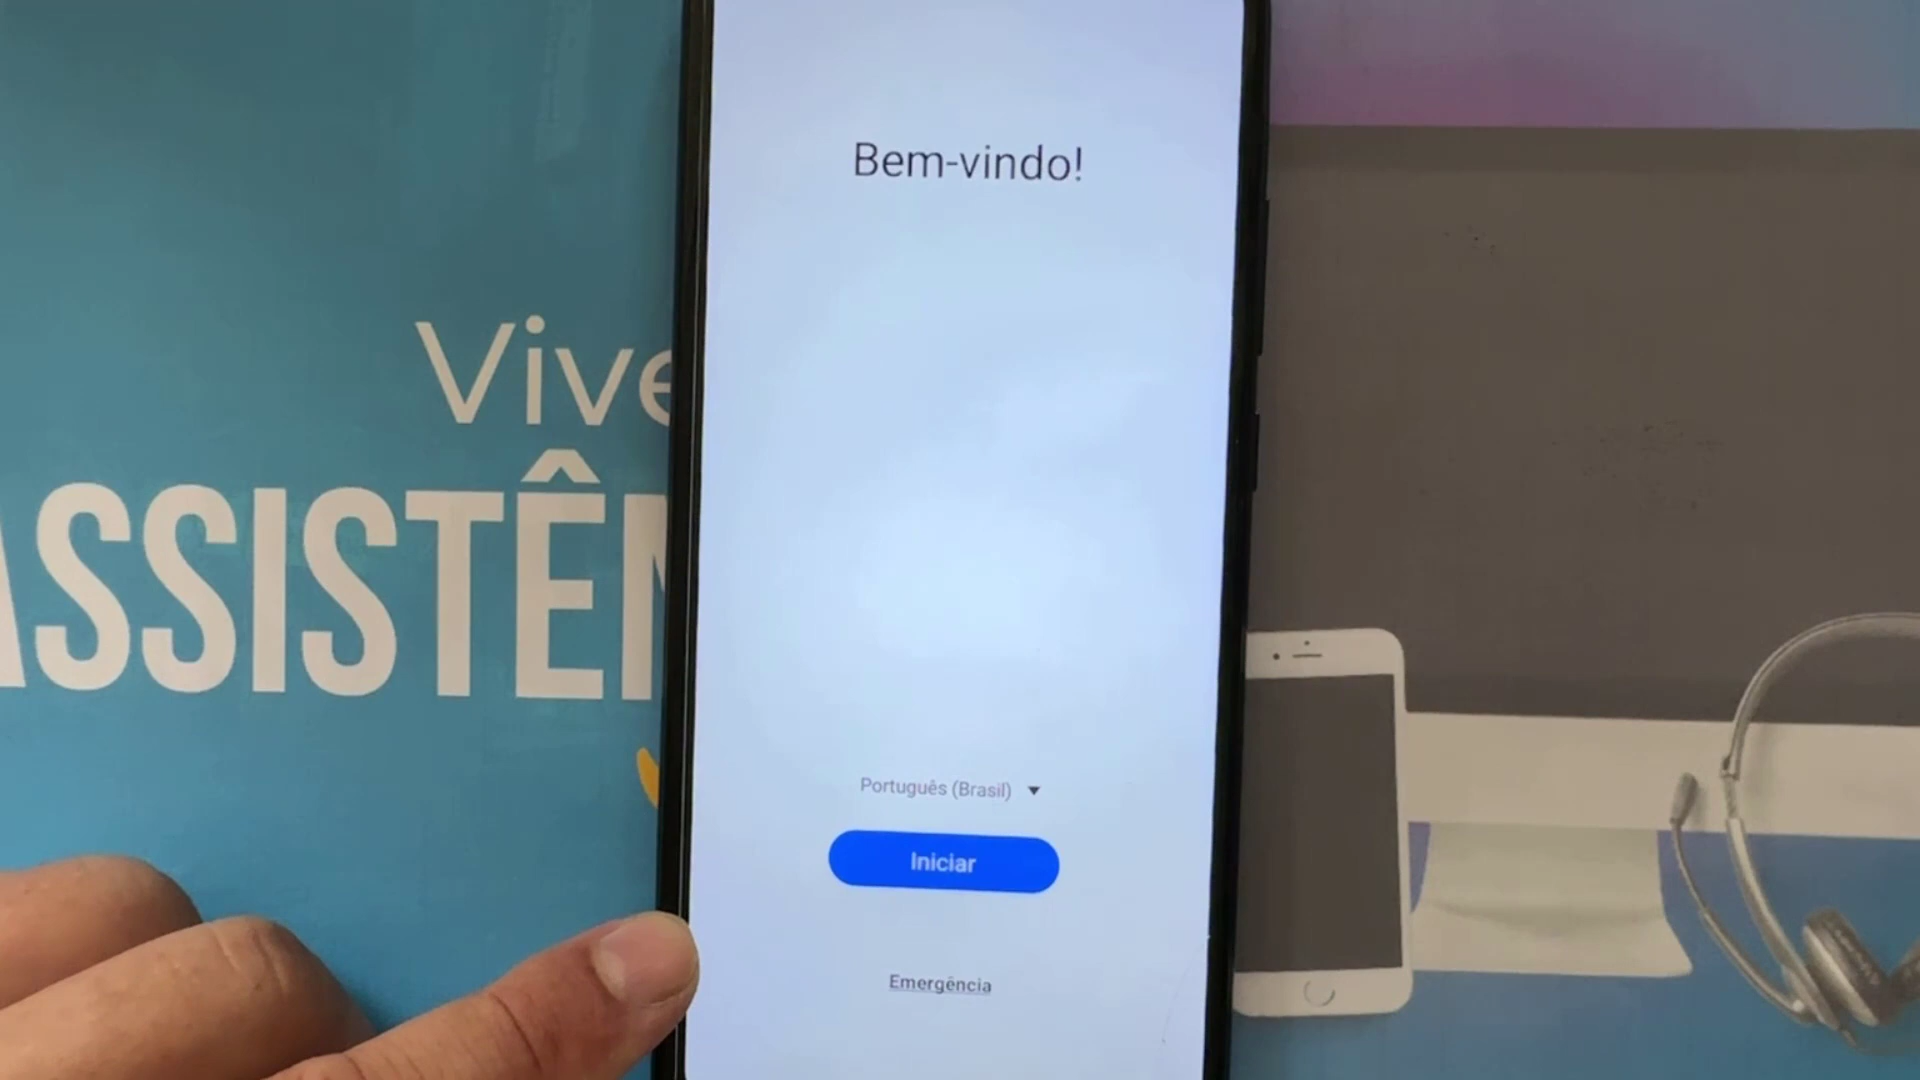 Bem-vindo!
Vive
ASSISTÊN
Português (Brasil)
Iniciar
Emergência